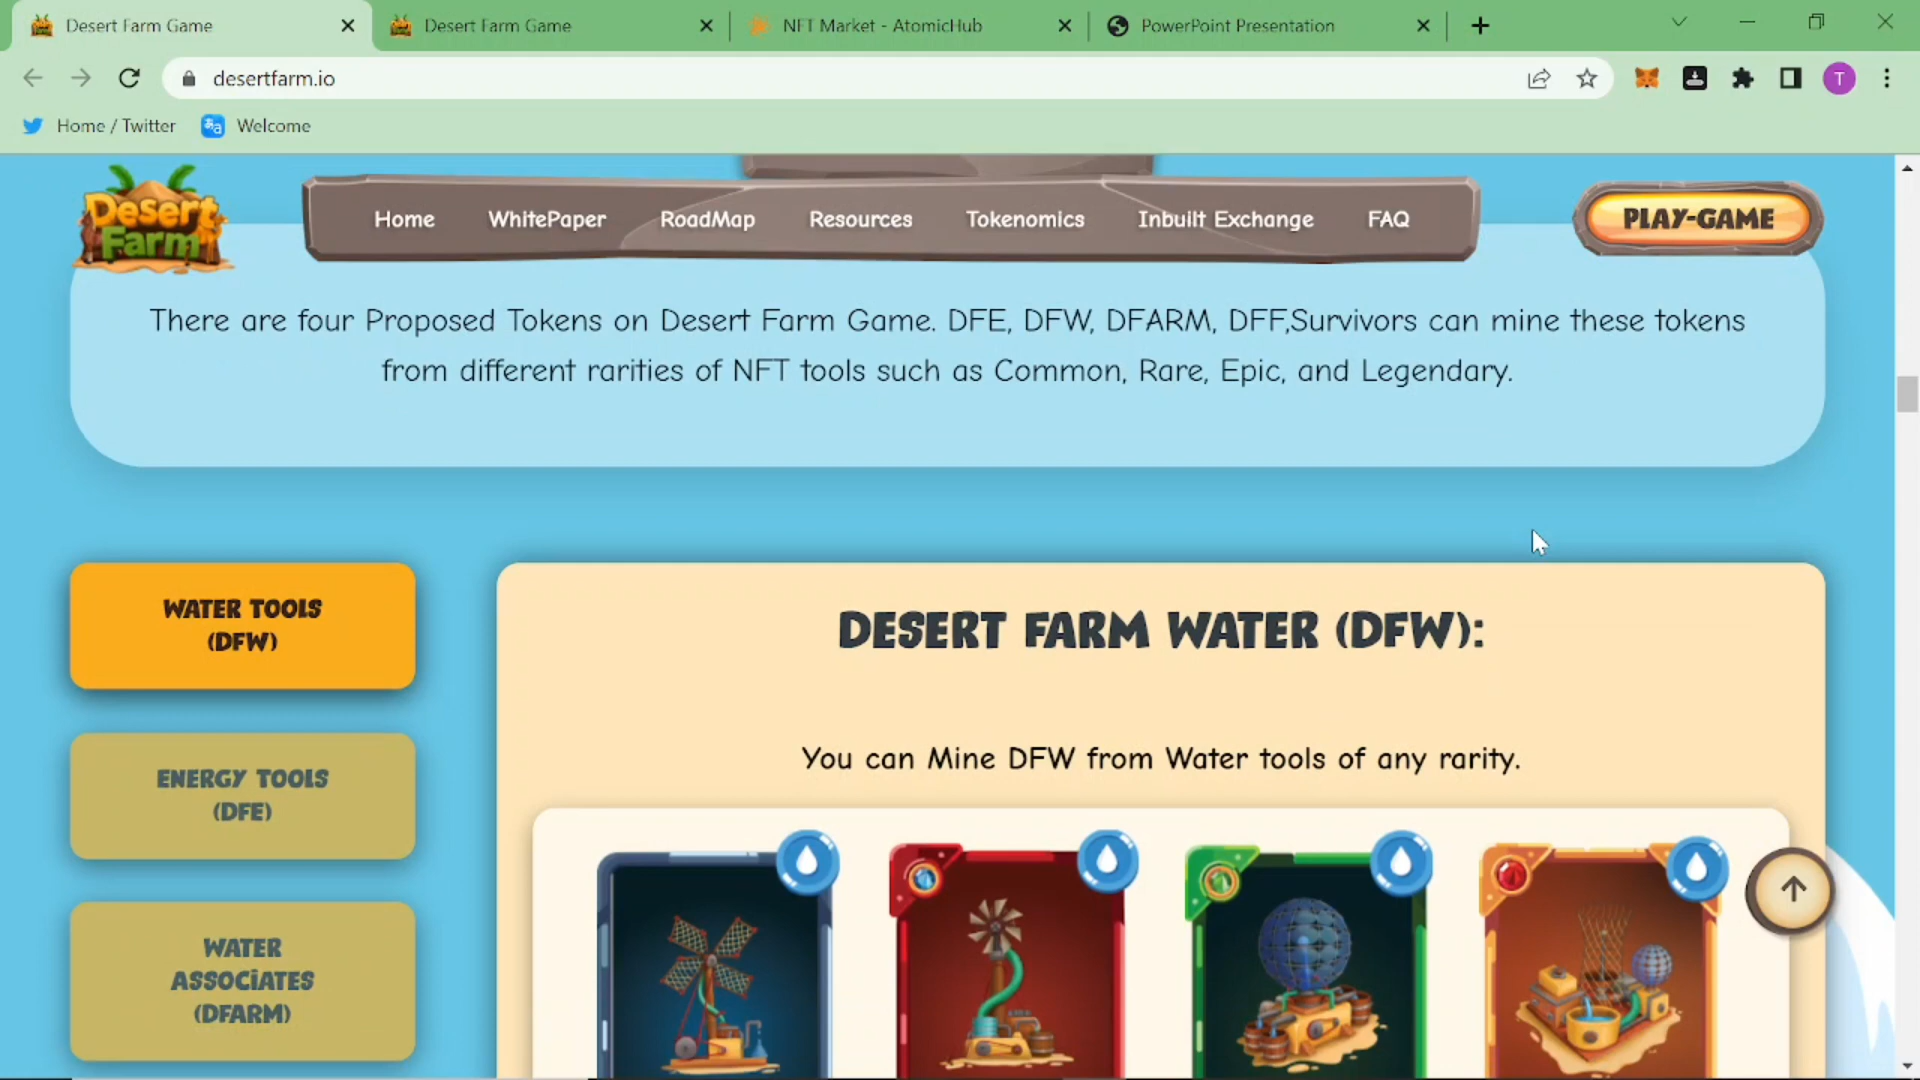 Desert Farm Game
Desert Farm Game
NFT Market - AtomicHub
PowerPoint Presentation
desertfarm.io
T
Home / Twitter
Welcome
Desert
Farm
Home
WhitePaper
RoadMap
Resources
Tokenomics
Inbuilt Exchange
FAQ
PLAY-GAME
There are four Proposed Tokens on Desert Farm Game. DFE, DFW, DFARM, DFF,Survivors can mine these tokens
from different rarities of NFT tools such as Common, Rare, Epic, and Legendary.
WATER TOOLS
(DFW)
ENERGY TOOLS
(DFE)
WATER
ASSOCİATES
(DFARM)
DESERT FARM WATER (DFW):
You can Mine DFW from Water tools of any rarity.